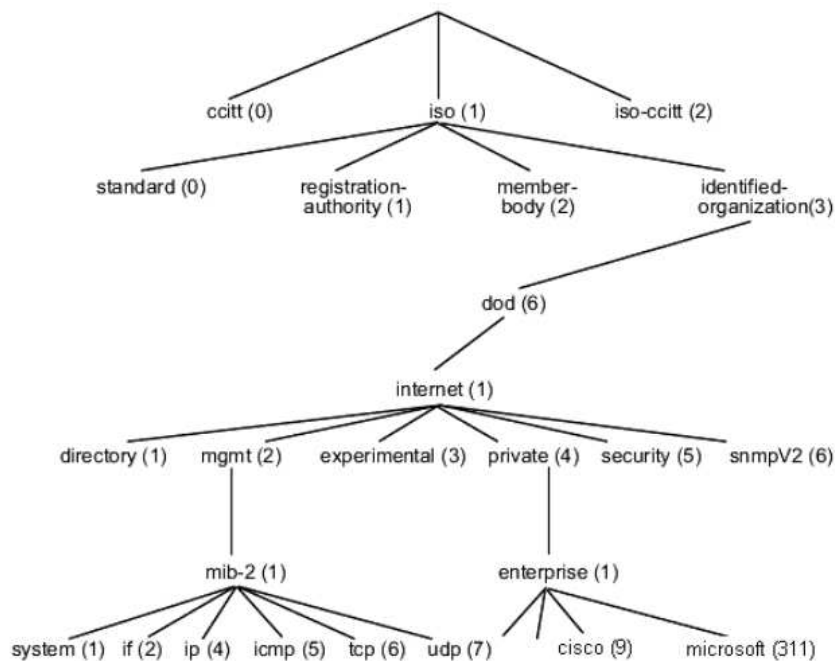 ccitt (0) iso (1) iso-ccitt (2)
standard (0) registration- member- identified-
authority (1) body (2) organization(3)
dod (6)
internet (1)
directory (1) mgmt (2) experimental (3) private (4) security (5) snmpV2 (6)
mib-2 (1) enterprise (1)
system (1) if (2) ip (4) icmp (5) tcp (6) udp (7) cisco (9) microsoft (311)